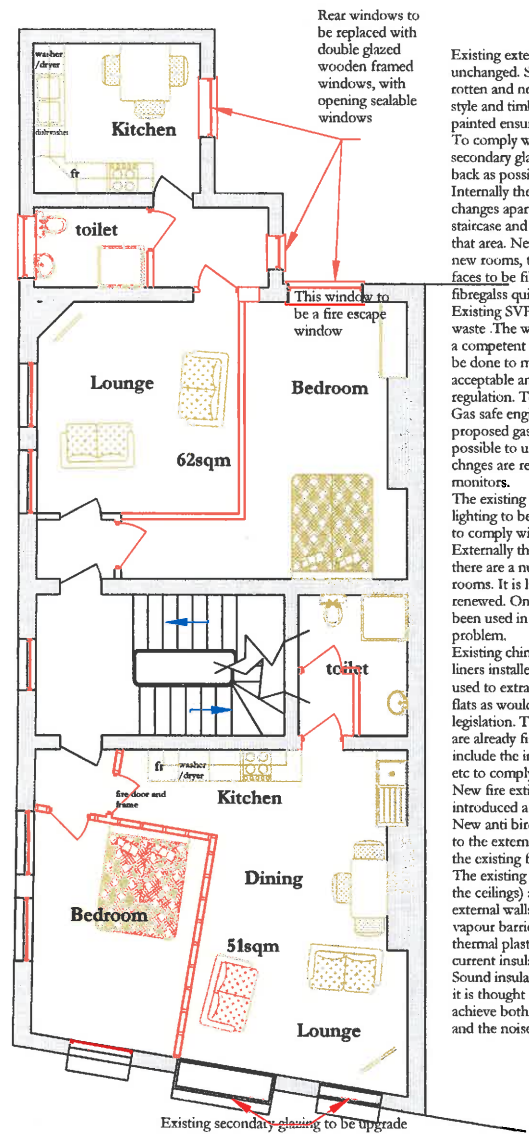 Rear windows to
be replaced with
double glazed
wooden framed
windows, with
opening sealable
windows
washer
/dryer
dishwasher
Kitchen
fr
toilet
This window to
be a fire escape
window
Lounge
Bedroom
62sqm
toilet
fr
washer
/dryer
Kitchen
fire door and
frame
Dining
Bedroom
51sqm
Lounge
Existing secondary glazing to be upgrade
Existing exte
unchanged. S
rotten and ne
style and timb
painted ensur
To comply w
secondary gla
back as possi
Internally the
changes apar
staircase and
that area. Ne
new rooms, t
faces to be fi
fibregalss qui
Existing SVP
waste .The w
a competent
be done to m
acceptable an
regulation. T
Gas safe engi
proposed gas
possible to u
chnges are re
monitors.
The existing
lighting to be
to comply wi
Externally th
there are a nu
rooms. It is l
renewed. On
been used in
problem.
Existing chin
liners installe
used to extra
flats as would
legislation. T
are already fi
include the in
etc to comply
New fire exti
introduced a
New anti bir
to the extern
the existing f
The existing
the ceilings) a
external walls
vapour barrie
thermal plast
current insul
Sound insula
it is thought
achieve both
and the noise